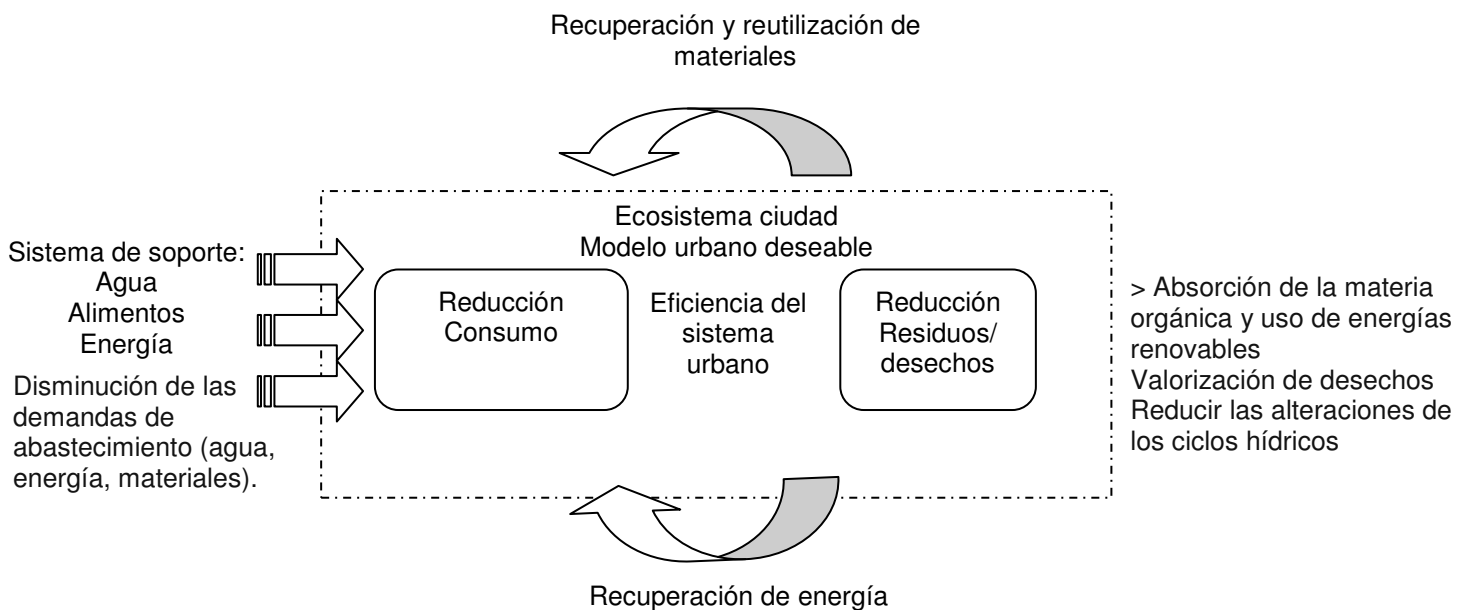 Recuperación y reutilización de
materiales
Ecosistema ciudad
Modelo urbano deseable
Sistema de soporte:
Agua
Alimentos
Energía
Disminución de las
demandas de
abastecimiento (agua,
energía, materiales).
Reducción
Consumo
Eficiencia del
sistema
urbano
Reducción
Residuos/
desechos
> Absorción de la materia
orgánica y uso de energías
renovables
Valorización de desechos
Reducir las alteraciones de
los ciclos hídricos
Recuperación de energía